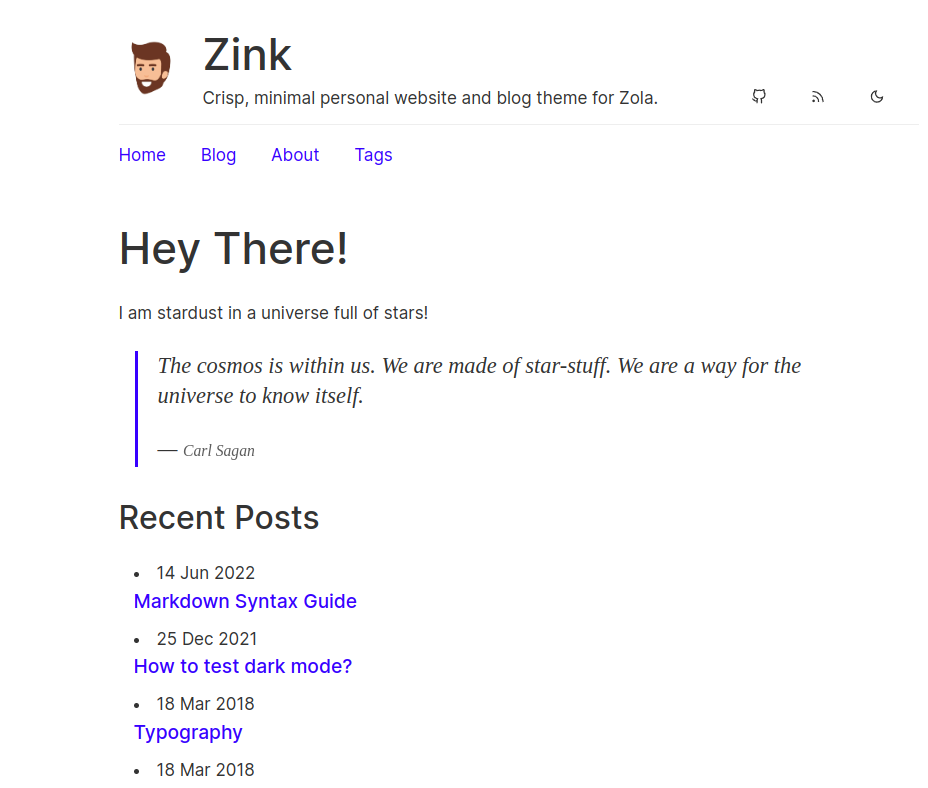 Zink
Crisp, minimal personal website and blog theme for Zola.
Home Blog About Tags
Hey There!
I am stardust in a universe full of stars!
The cosmos is within us. We are made of star-stuff. We are a way for the
universe to know itself.
— Carl Sagan
Recent Posts
• 14 Jun 2022
Markdown Syntax Guide
• 25 Dec 2021
How to test dark mode?
• 18 Mar 2018
Typography
• 18 Mar 2018